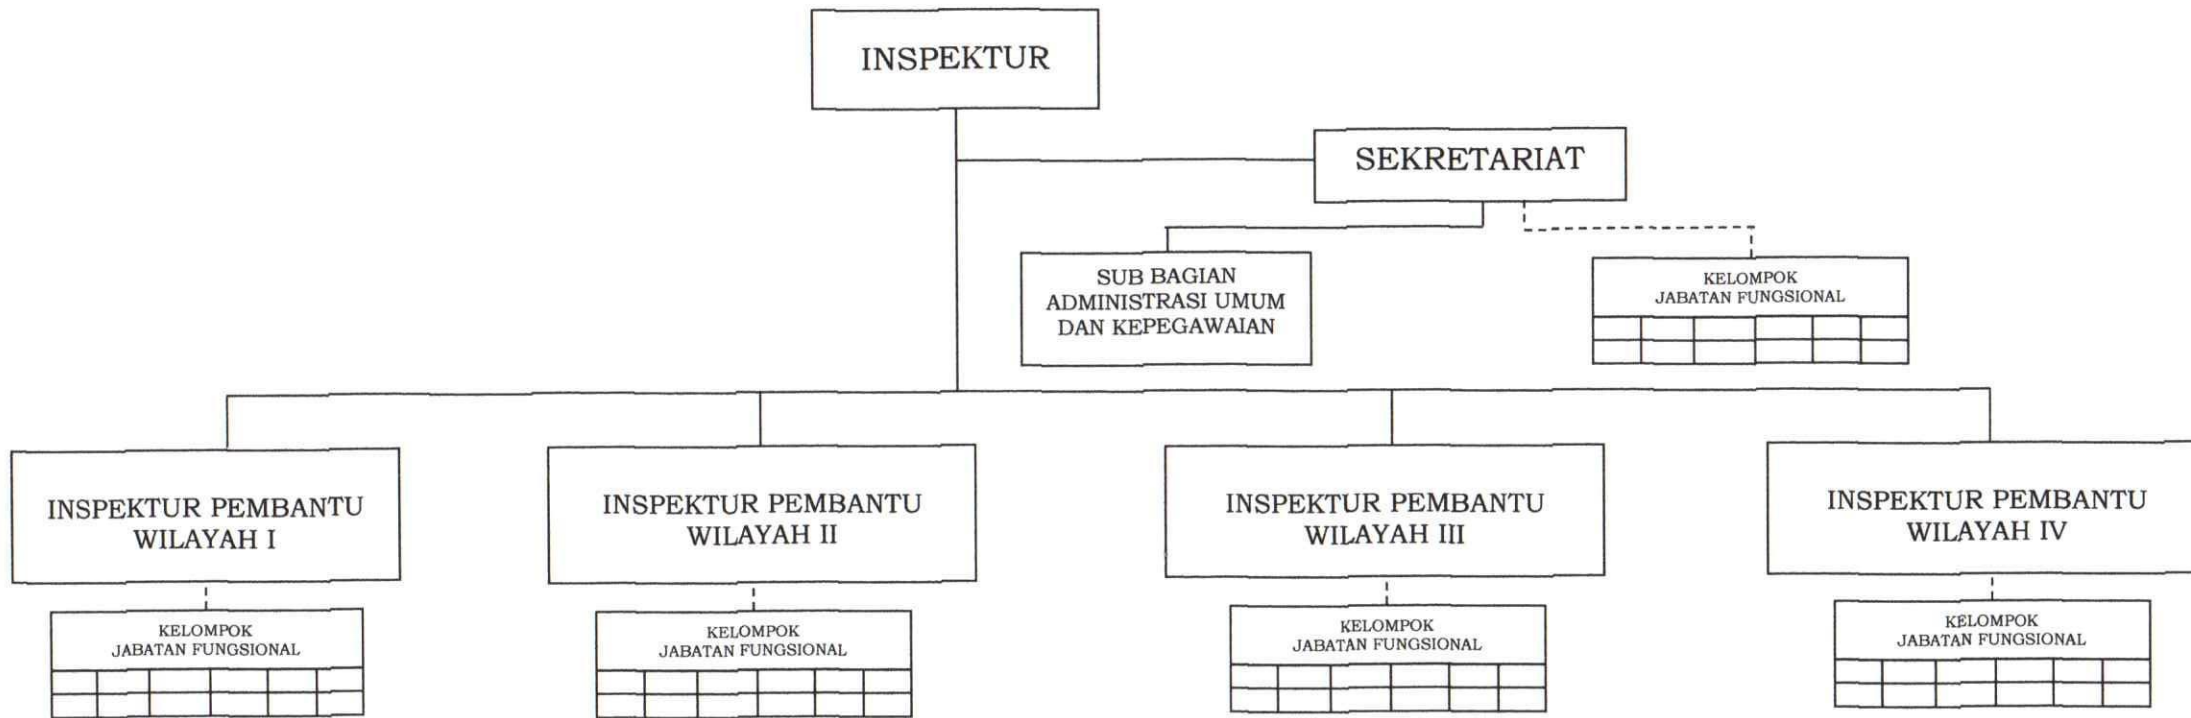 INSPEKTUR
SEKRETARIAT
SUB BAGIAN
ADMINISTRASI UMUM
DAN KEPEGAWAIAN
KELOMPOK
JABATAN FUNGSIONAL
INSPEKTUR PEMBANTU
WILAYAH I
INSPEKTUR PEMBANTU
WILAYAH II
INSPEKTUR PEMBANTU
WILAYAH III
INSPEKTUR PEMBANTU
WILAYAH IV
KELOMPOK
JABATAN FUNGSIONAL
KELOMPOK
JABATAN FUNGSIONAL
KELOMPOK
JABATAN FUNGSIONAL
KELOMPOK
JABATAN FUNGSIONAL